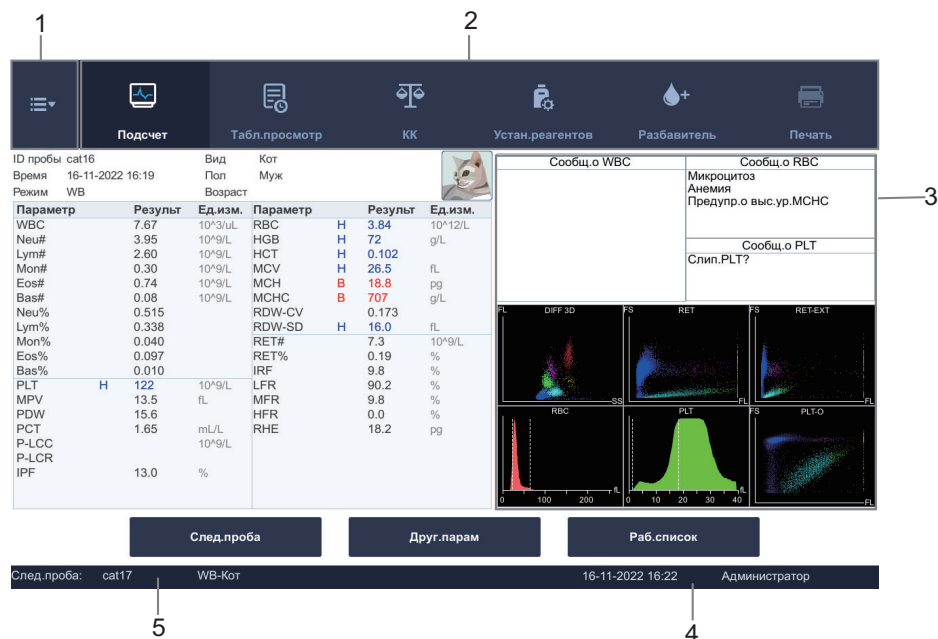 1
2
Подсчет Табл.просмотр КК Устан.реагентов Разбавитель Печать
ID пробы cat16 Вид Кот
Время 16-11-2022 16:19 Пол Муж
Режим WB Возраст
Параметр Результ Ед.изм. Параметр Результ Ед.изм.
WBC 7.67 10^3/uL RBC Н 3.84 10^12/L
Neu# 3.95 10^9/L HGB Н 72 g/L
Lym# 2.60 10^9/L HCT Н 0.102
Mon# 0.30 10^9/L MCV Н 26.5 fL
Eos# 0.74 10^9/L MCH В 18.8 pg
Bas# 0.08 10^9/L MCHC В 707 g/L
Neu% 0.515 RDW-CV 0.173
Lym% 0.338 RDW-SD Н 16.0 fL
Mon% 0.040 RET# 7.3 10^9/L
Eos% 0.097 RET% 0.19 %
Bas% 0.010 IRF 9.8 %
PLT Н 122 10^9/L LFR 90.2 %
MPV 13.5 fL MFR 9.8 %
PDW 15.6 HFR 0.0 %
PCT 1.65 mL/L RHE 18.2 pg
P-LCC 10^9/L
P-LCR
IPF 13.0 %
Сообщ.о WBC
Сообщ.о RBC
Микроцитоз
Анемия
Предупр.о выс.ур.MCHC
Сообщ.о PLT
Слип.PLT?
3
FL DIFF 3D SS
FS RET FL
FS RET-EXT FL
RBC
0 100 200 fL
PLT
0 10 20 30 40 fL
FS PLT-O FL
След.проба Друг.парам Раб.список
След.проба: cat17 WB-Кот 16-11-2022 16:22 Администратор
5
4